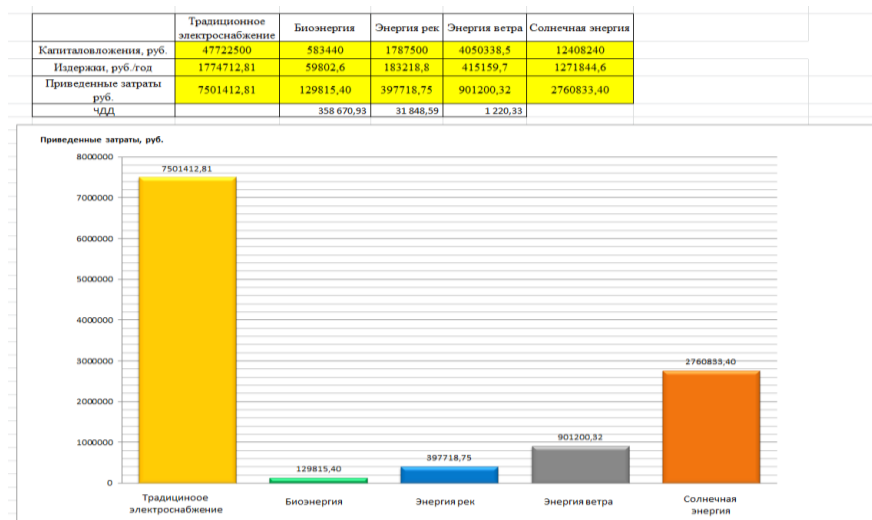 Традиционное электроснабжение	Биоэнергия	Энергия рек	Энергия ветра	Солнечная энергия
Капиталовложения, руб.	47722500	583440	1787500	4050338,5	12408240
Издержки, руб./год	1774712,81	59802,6	183218,8	415159,7	1271844,6
Приведенные затраты руб.	7501412,81	129815,40	397718,75	901200,32	2760833,40
ЧДД	358 670,93	31 848,59	1 220,33
Приведенные затраты, руб.
8000000
7501412,81
7000000
6000000
5000000
4000000
3000000
2760833,40
2000000
1000000
901200,32
397718,75
129815,40
0
Традициноое электроснабжение
Биоэнергия
Энергия рек
Энергия ветра
Солнечная энергия